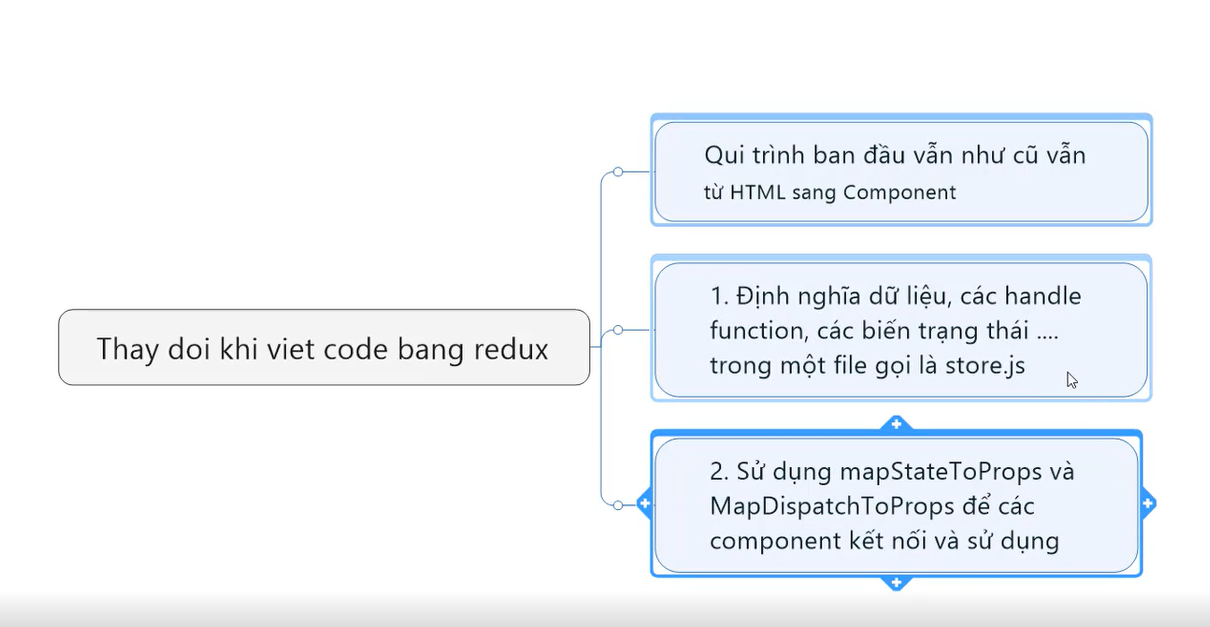 Thay doi khi viet code bang redux
Qui trình ban đầu vẫn như cũ vẫn
từ HTML sang Component
1. Định nghĩa dữ liệu, các handle
function, các biến trạng thái ....
trong một file gọi là store.js
2. Sử dụng mapStateToProps và
MapDispatchToProps để các
component kết nối và sử dụng